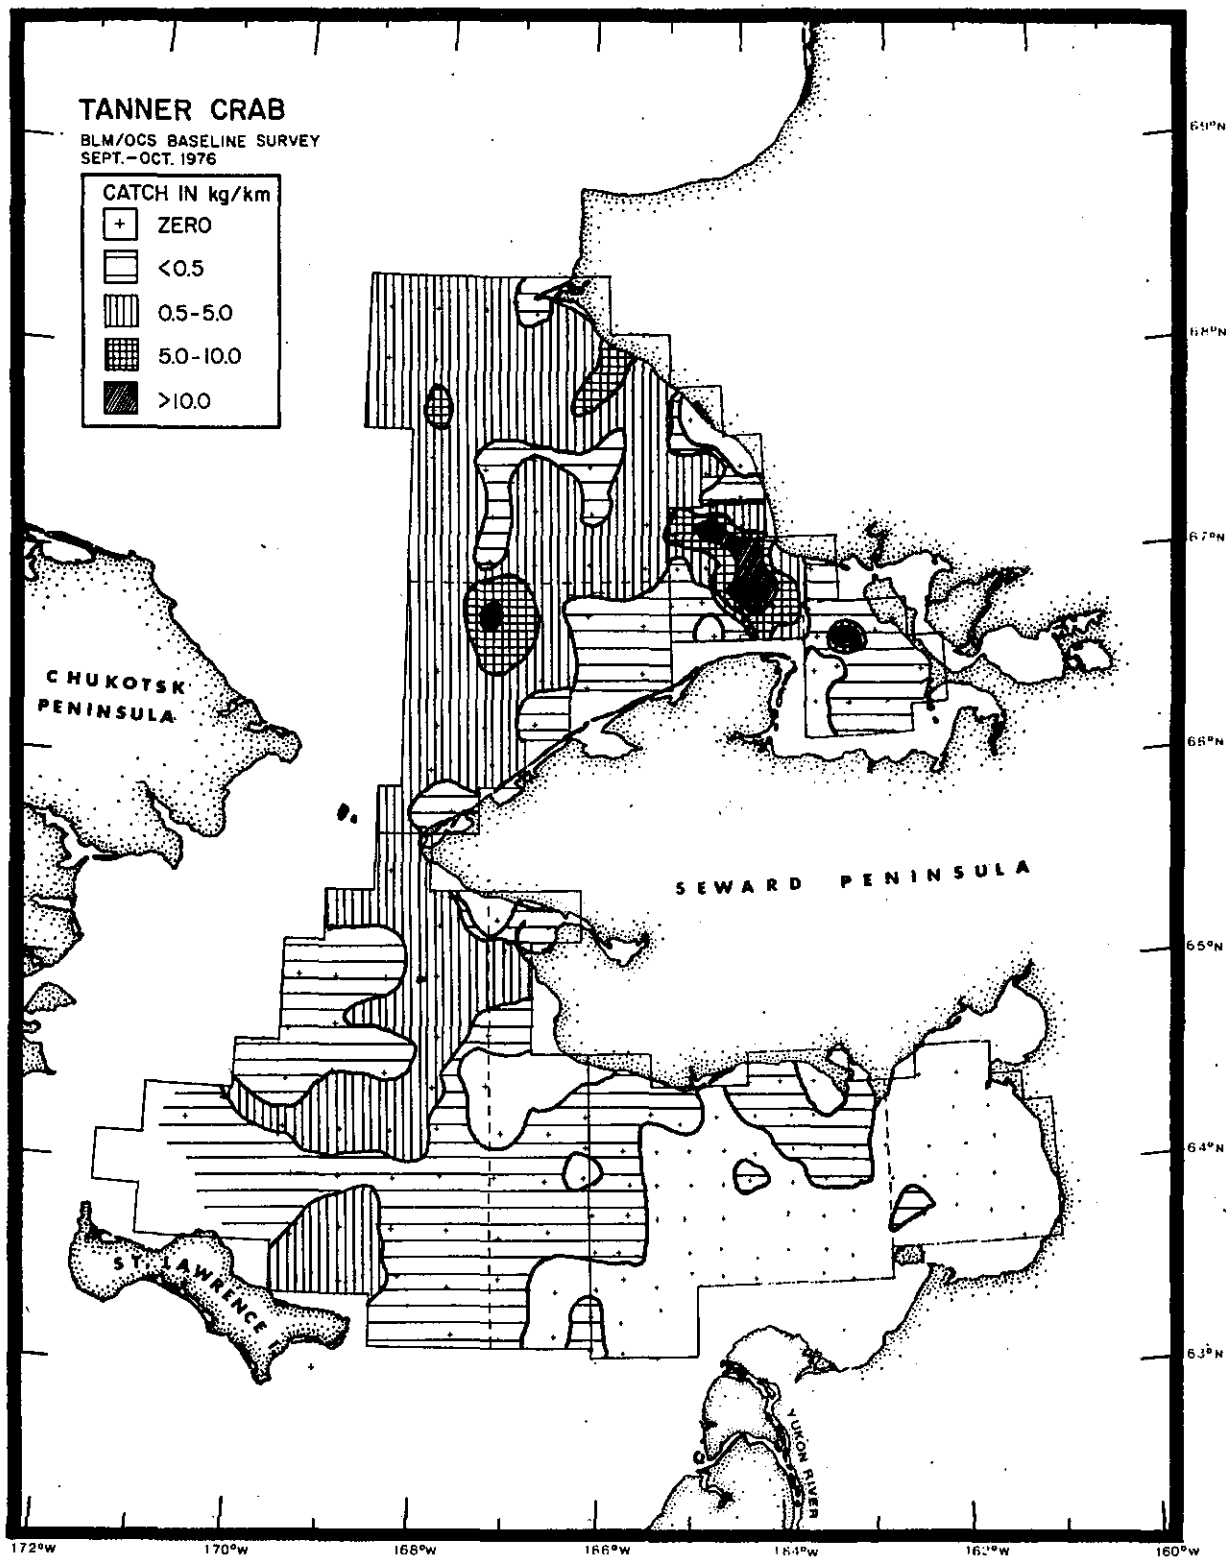 TANNER CRAB
BLM/OCS BASELINE SURVEY
SEPT.-OCT. 1976
CATCH IN kg/km
+ ZERO
<0.5
0.5-5.0
5.0-10.0
>10.0
69°N
68°N
67°N
CHUKOTSK
PENINSULA
66°N
SEWARD PENINSULA
65°N
64°N
ST. LAWRENCE I.
63°N
YUKON RIVER
172°W 170°W 168°W 166°W 164°W 162°W 160°W